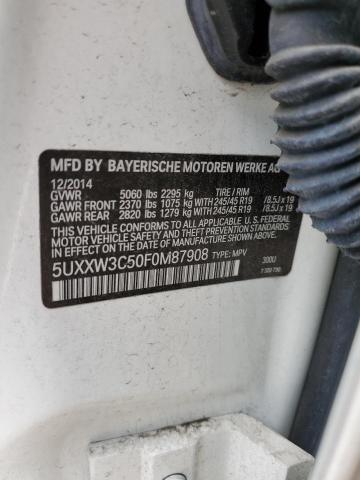 MFD BY BAYERISCHE MOTOREN WERKE AG
12/2014
GVWR 5060 lbs 2295 kg TIRE / RIM
GAWR FRONT 2370 lbs 1075 kg WITH 245/45 R19 /8.5J x 19
GAWR REAR 2820 lbs 1279 kg WITH 245/45 R19 /8.5J x 19
THIS VEHICLE CONFORMS TO ALL APPLICABLE U.S. FEDERAL
MOTOR VEHICLE SAFETY STANDARDS
IN EFFECT ON THE DATE OF MANUFACTURE SHOWN ABOVE.
5UXXW3C50F0M87908 TYPE: MPV
300U